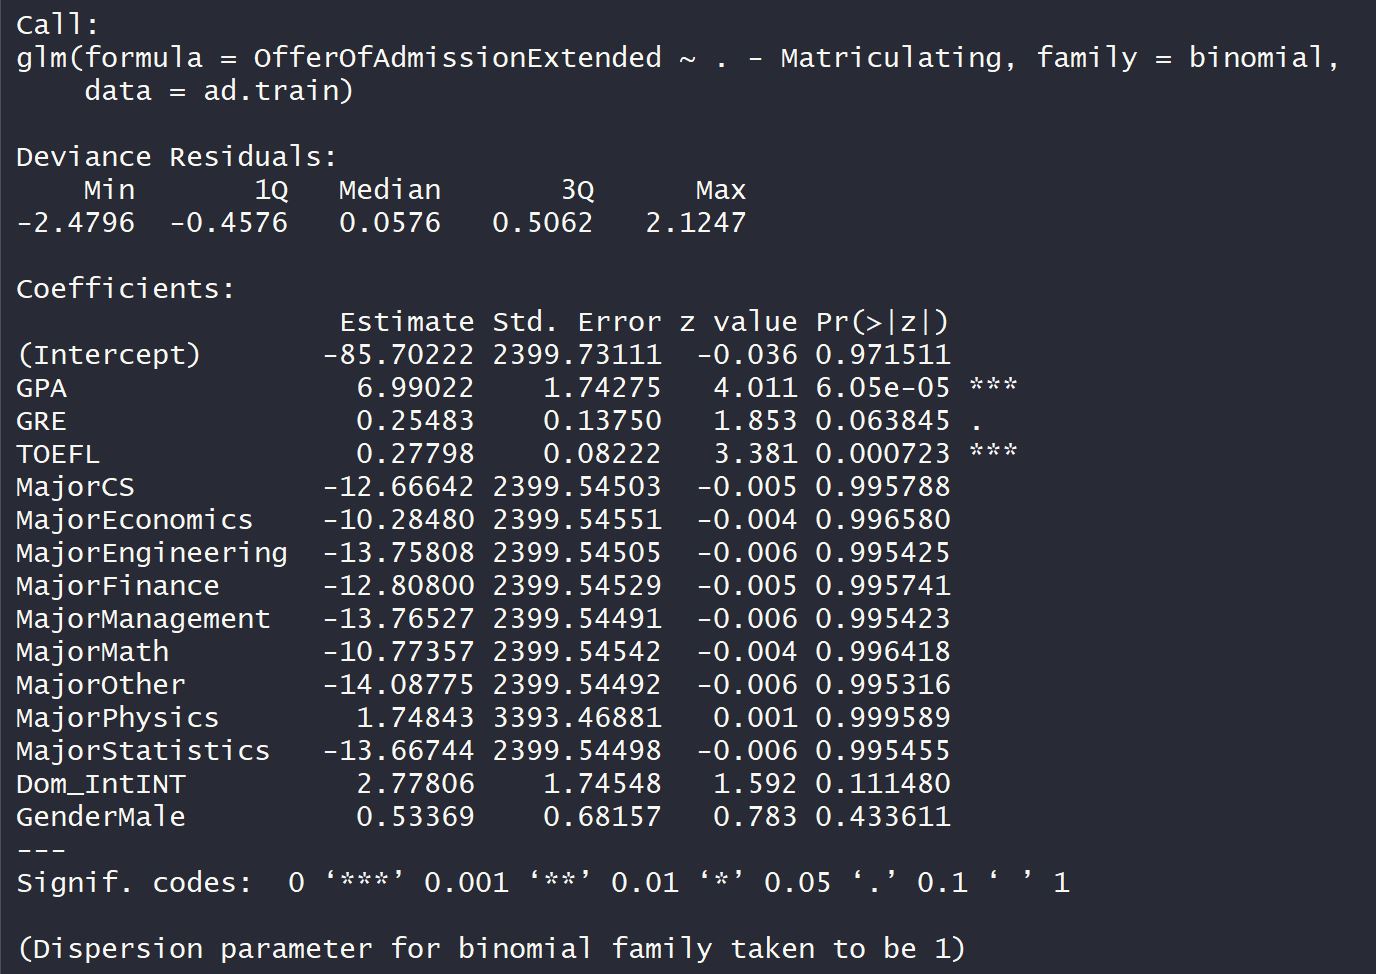 Call:
glm(formula = OfferOfAdmissionExtended ~ . - Matriculating, family = binomial,
    data = ad.train)

Deviance Residuals:
    Min       1Q   Median       3Q      Max
-2.4796  -0.4576   0.0576   0.5062   2.1247

Coefficients:
                   Estimate Std. Error z value Pr(>|z|)
(Intercept)       -85.70222 2399.73111  -0.036 0.971511
GPA                 6.99022    1.74275   4.011 6.05e-05 ***
GRE                 0.25483    0.13750   1.853 0.063845 .
TOEFL               0.27798    0.08222   3.381 0.000723 ***
MajorCS           -12.66642 2399.54503  -0.005 0.995788
MajorEconomics    -10.28480 2399.54551  -0.004 0.996580
MajorEngineering  -13.75808 2399.54505  -0.006 0.995425
MajorFinance      -12.80800 2399.54529  -0.005 0.995741
MajorManagement   -13.76527 2399.54491  -0.006 0.995423
MajorMath         -10.77357 2399.54542  -0.004 0.996418
MajorOther        -14.08775 2399.54492  -0.006 0.995316
MajorPhysics        1.74843 3393.46881   0.001 0.999589
MajorStatistics   -13.66744 2399.54498  -0.006 0.995455
Dom_IntINT          2.77806    1.74548   1.592 0.111480
GenderMale          0.53369    0.68157   0.783 0.433611
---
Signif. codes:  0 ‘***’ 0.001 ‘**’ 0.01 ‘*’ 0.05 ‘.’ 0.1 ‘ ’ 1

(Dispersion parameter for binomial family taken to be 1)